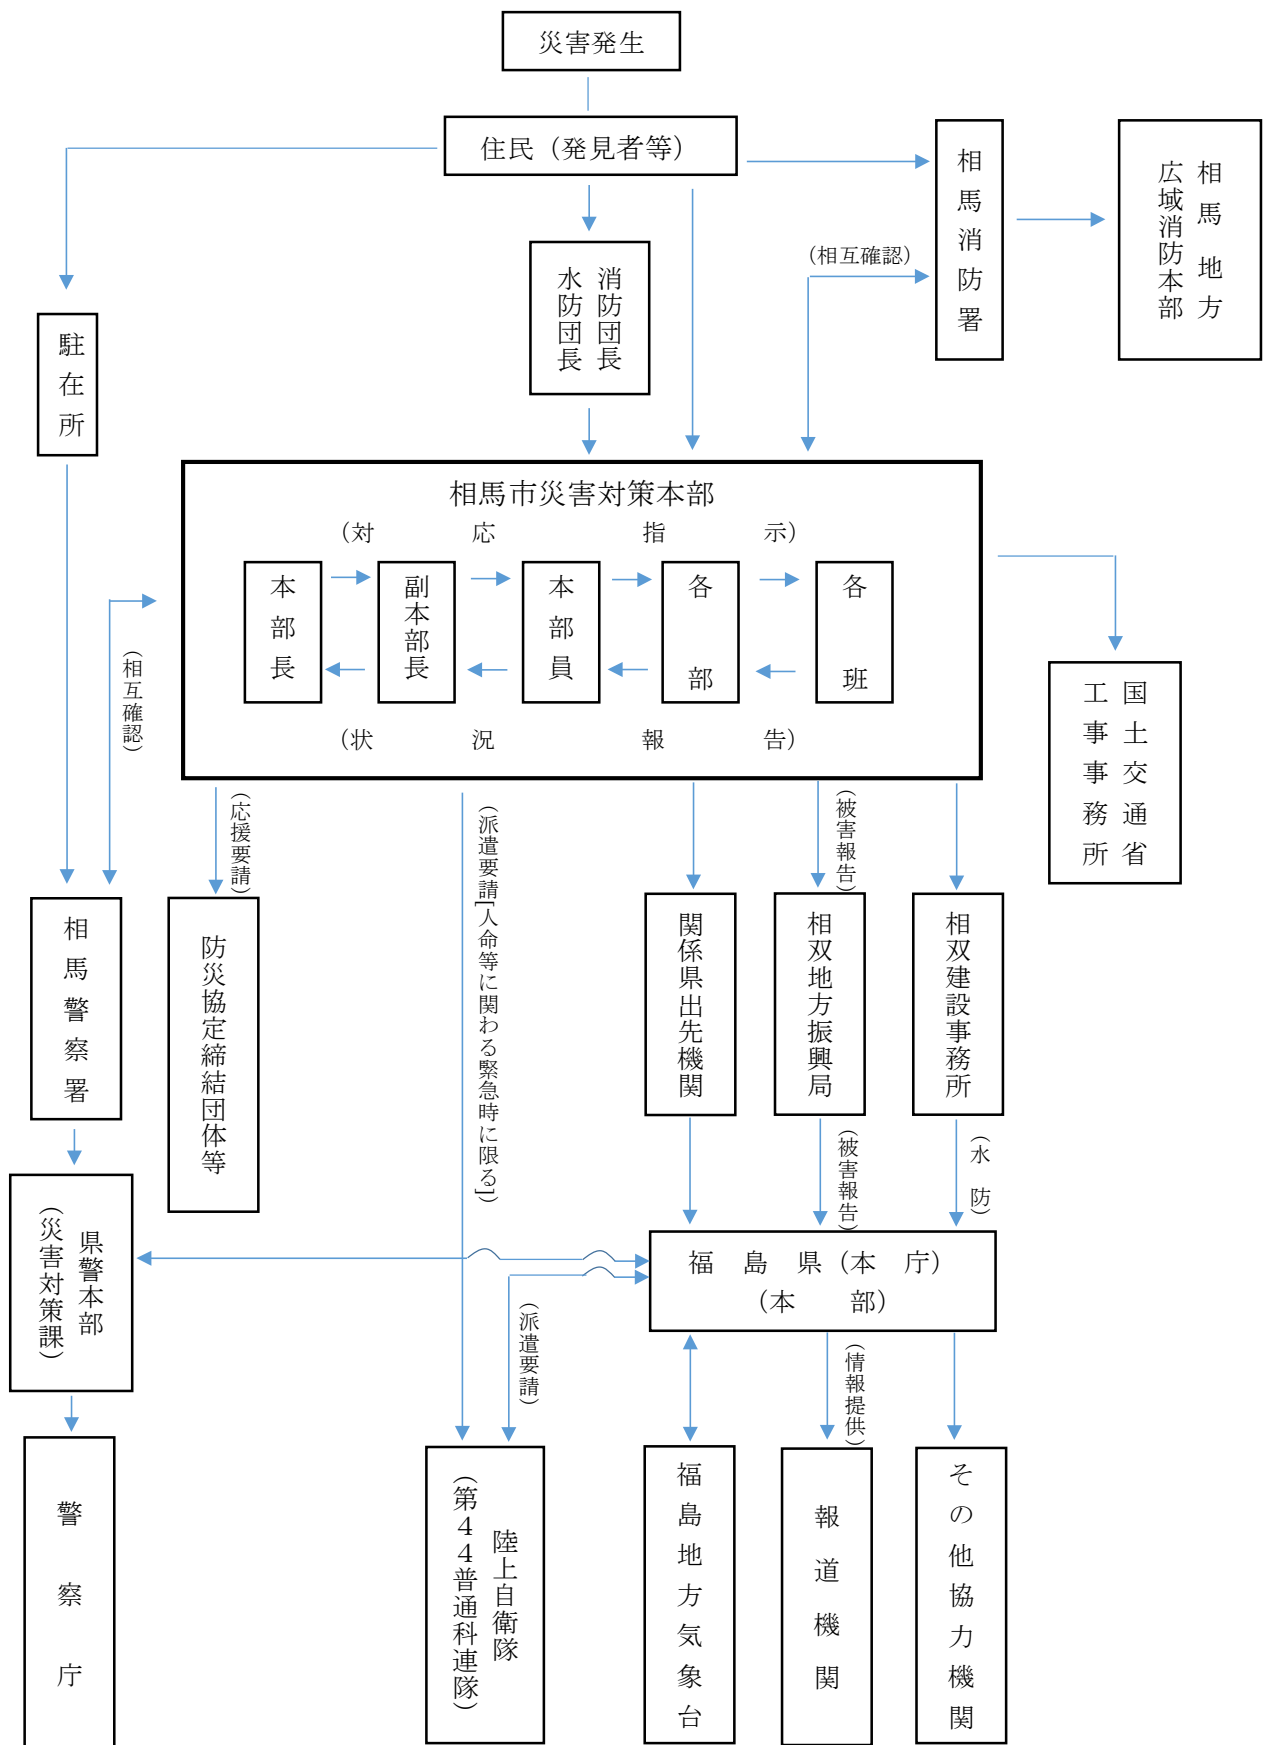 災害発生
住民（発見者等）
相馬消防署
相馬地方
広域消防本部
消防団長
水防団長
（相互確認）
駐在所
相馬市災害対策本部
（対応指示）
本部長
副本部長
本部員
各部
各班
（状況報告）
（相互確認）
国土交通省
工事事務所
（応援要請）
（派遣要請［人命等に関わる緊急時に限る］）
（被害報告）
相馬警察署
防災協定締結団体等
関係県出先機関
相双地方振興局
相双建設事務所
（被害報告）
（水防）
県警本部
（災害対策課）
福島県（本庁）
（本部）
（派遣要請）
（情報提供）
警察庁
陸上自衛隊
（第４４普通科連隊）
福島地方気象台
報道機関
その他協力機関